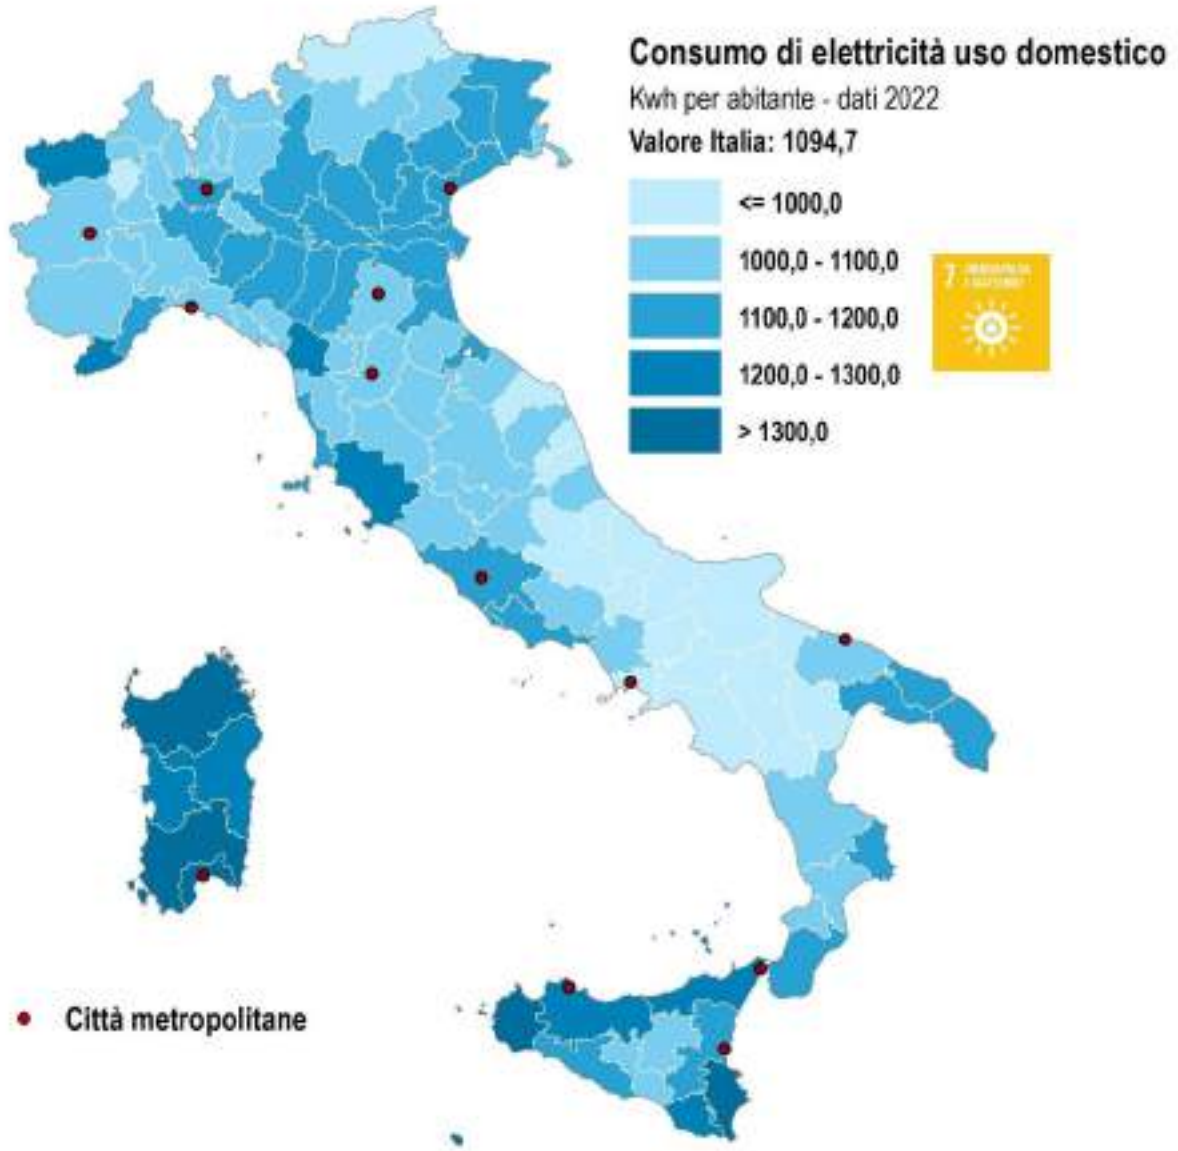 Consumo di elettricità uso domestico
Kwh per abitante - dati 2022
Valore Italia: 1094,7
<= 1000,0
1000,0 - 1100,0
1100,0 - 1200,0
1200,0 - 1300,0
> 1300,0
7
Città metropolitane